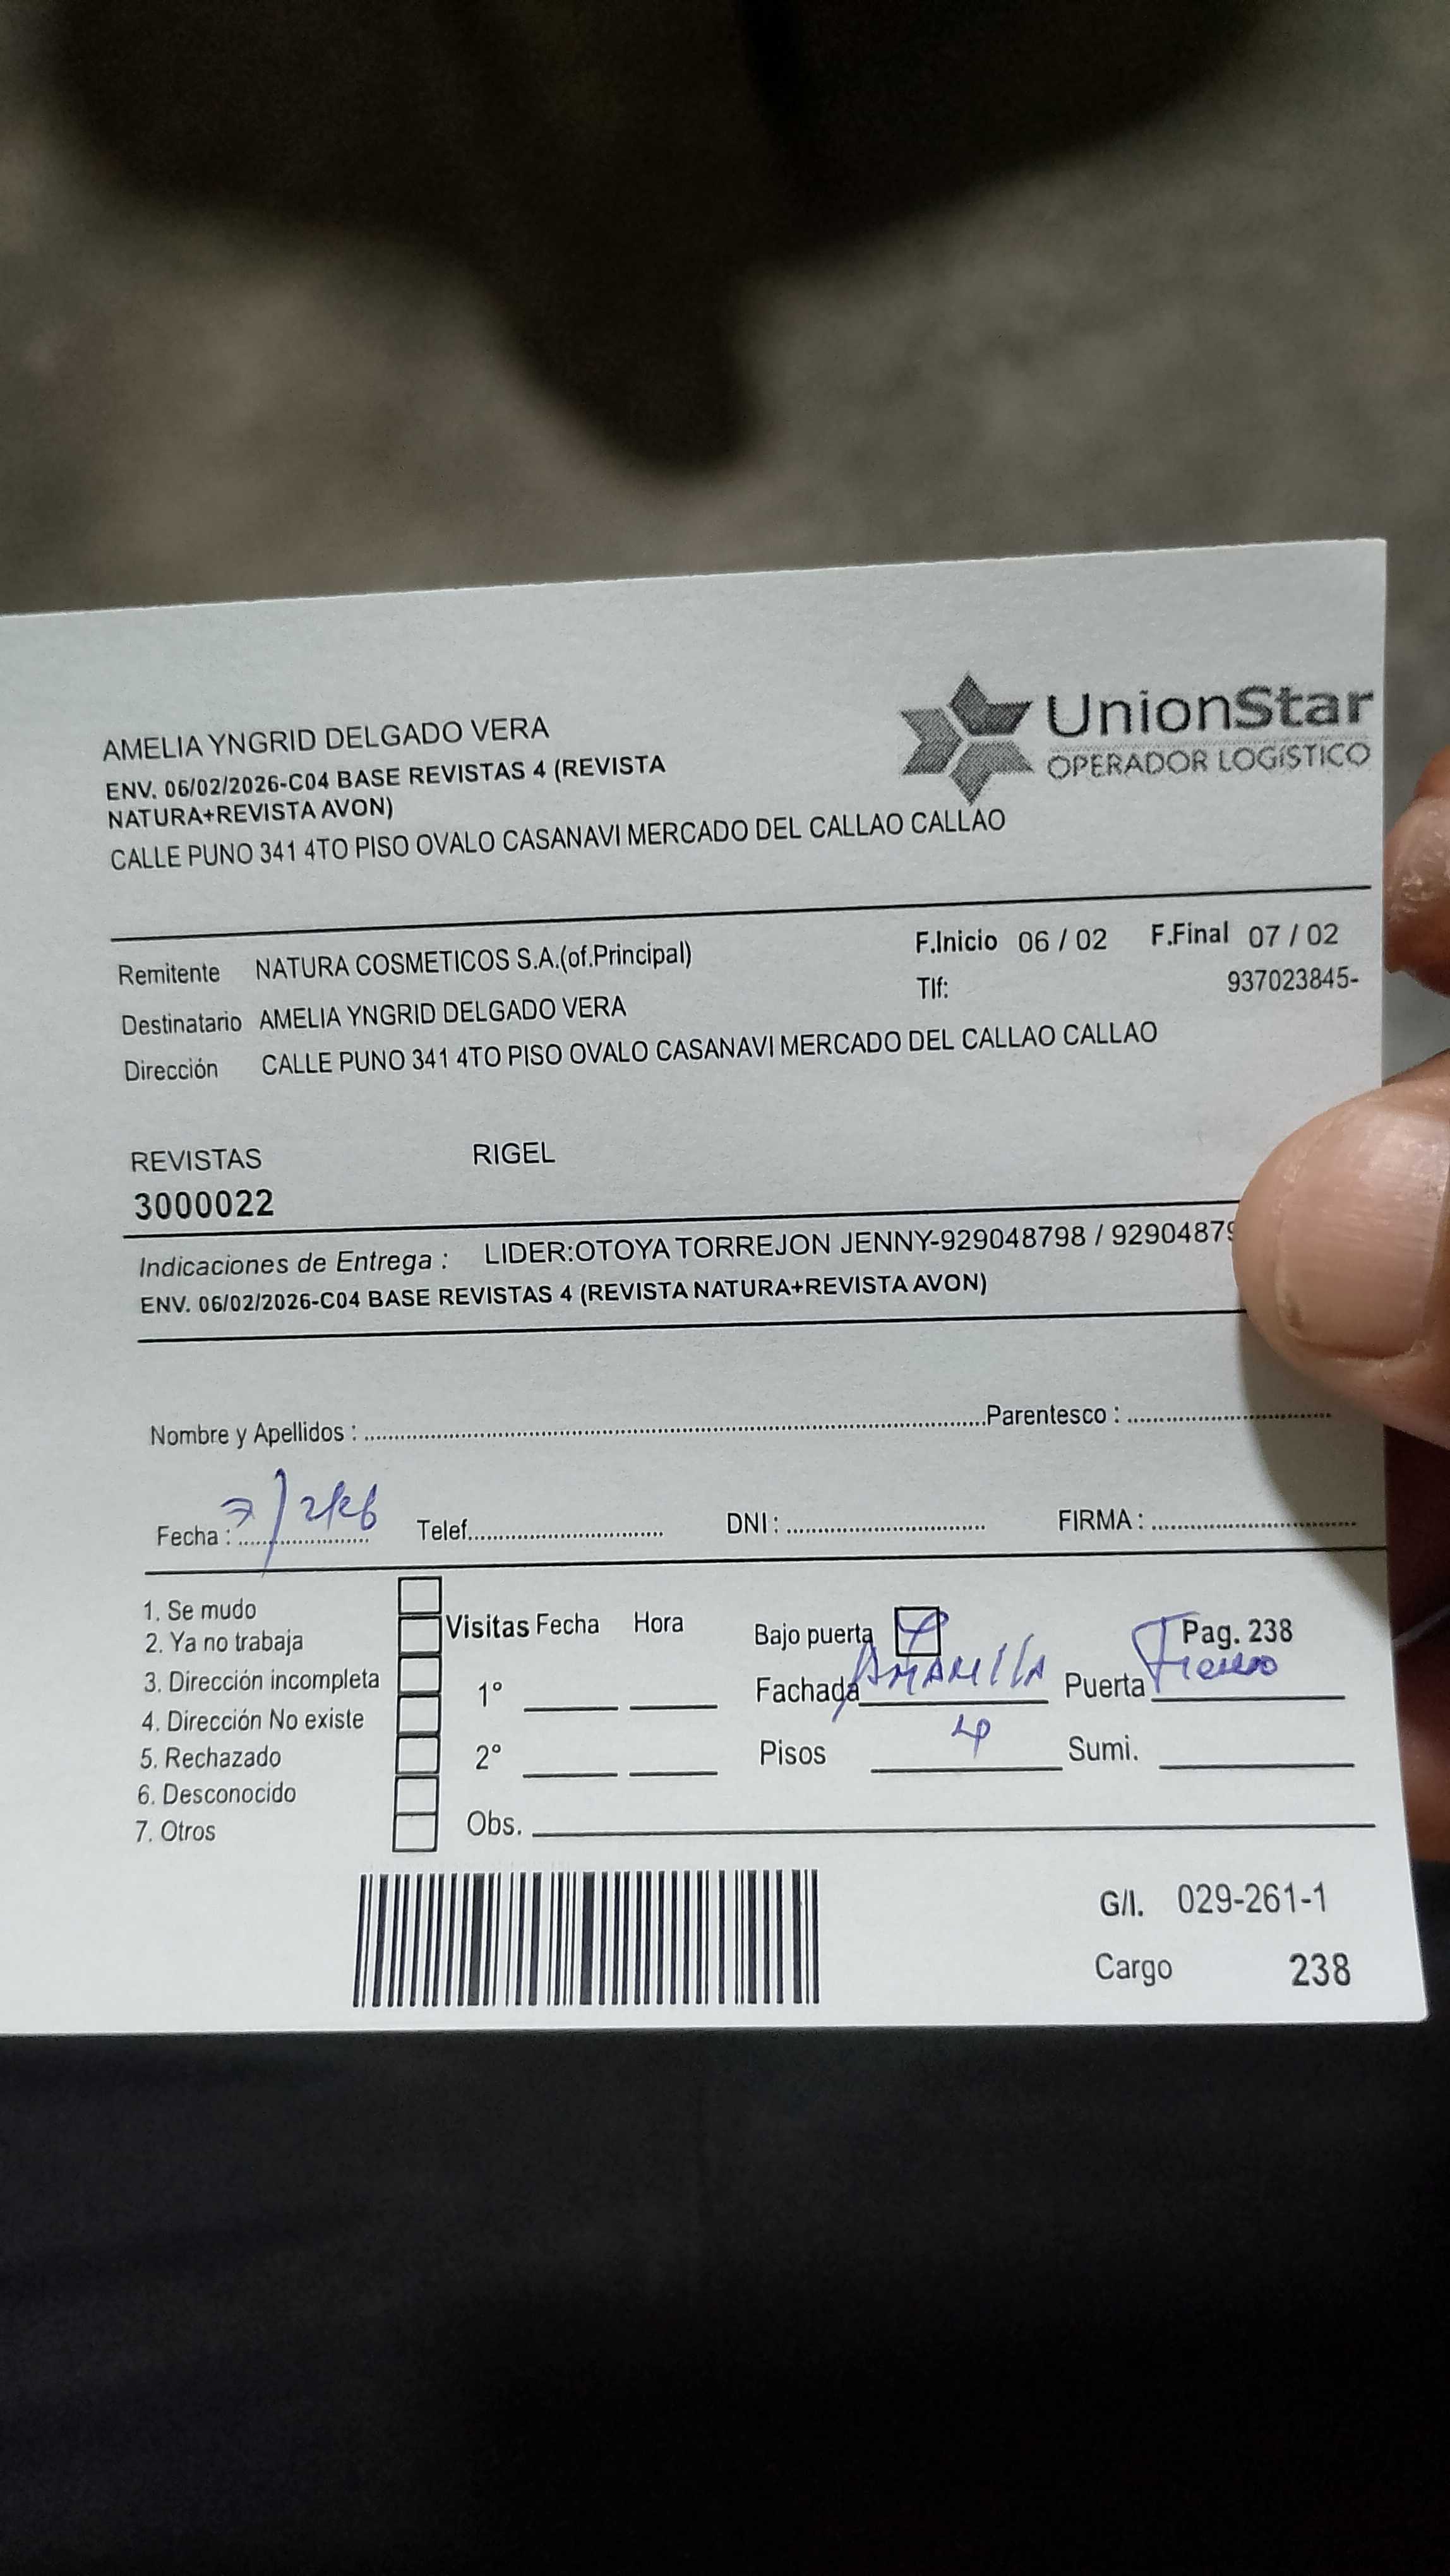 UnionStar
OPERADOR LOGÍSTICO
AMELIA YNGRID DELGADO VERA
ENV. 06/02/2026-C04 BASE REVISTAS 4 (REVISTA
NATURA+REVISTA AVON)
CALLE PUNO 341 4TO PISO OVALO CASANAVI MERCADO DEL CALLAO CALLAO
Remitente NATURA COSMETICOS S.A.(of.Principal) F.Inicio 06 / 02 F.Final 07 / 02
Destinatario AMELIA YNGRID DELGADO VERA Tlf: 937023845-
Dirección CALLE PUNO 341 4TO PISO OVALO CASANAVI MERCADO DEL CALLAO CALLAO
REVISTAS RIGEL
3000022
Indicaciones de Entrega : LIDER:OTOYA TORREJON JENNY-929048798 / 92904879
ENV. 06/02/2026-C04 BASE REVISTAS 4 (REVISTA NATURA+REVISTA AVON)
Nombre y Apellidos : Parentesco :
Fecha : 7/2/26 Telef. DNI : FIRMA :
1. Se mudo
2. Ya no trabaja
3. Dirección incompleta
4. Dirección No existe
5. Rechazado
6. Desconocido
7. Otros
Visitas Fecha Hora
1°
2°
Obs.
Bajo puerta Pag. 238
Fachada AMARILLA Puerta Fierro
Pisos 4 Sumi.
G/I. 029-261-1
Cargo 238